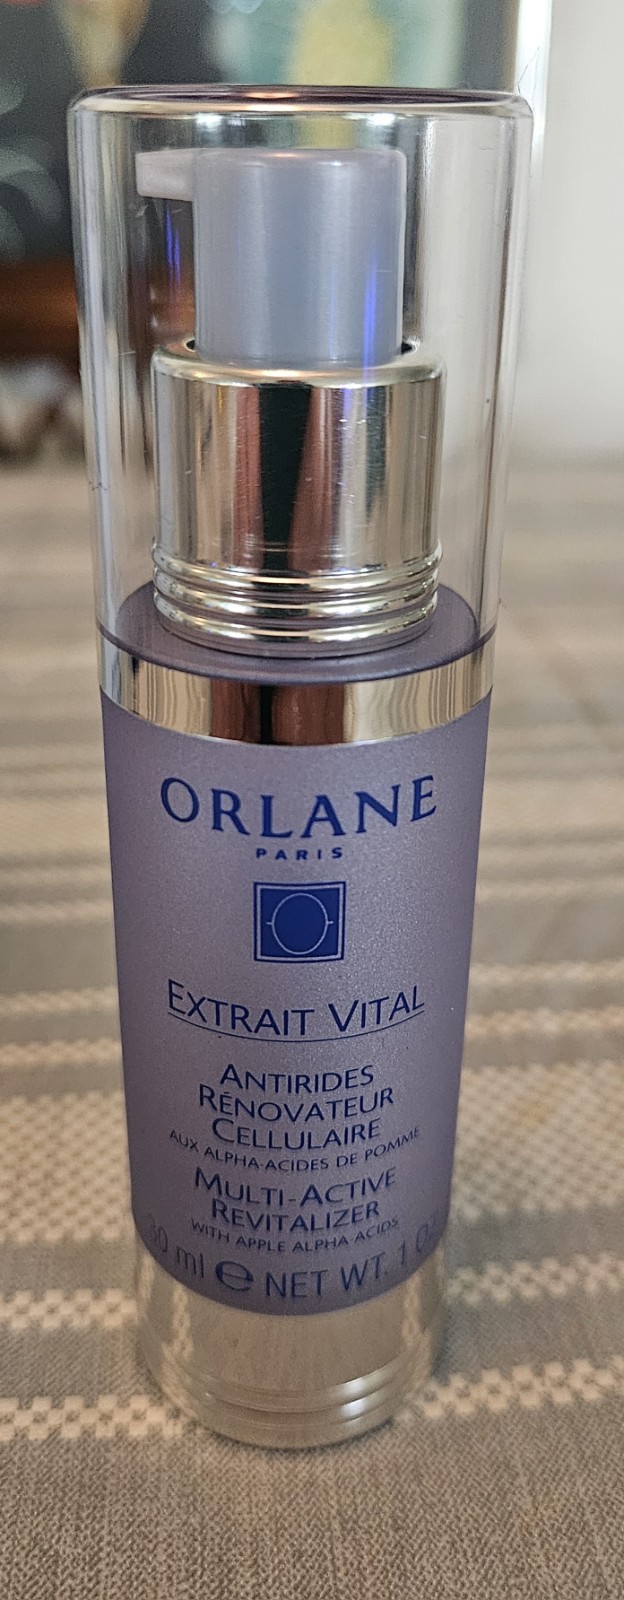 ORLANE
PARIS
EXTRAIT VITAL
ANTIRIDES
RÉNOVATEUR
CELLULAIRE
AUX ALPHA-ACIDES DE POMME
MULTI-ACTIVE
REVITALIZER
WITH APPLE ALPHA-ACIDS
30 ml ℮ NET WT. 1 OZ